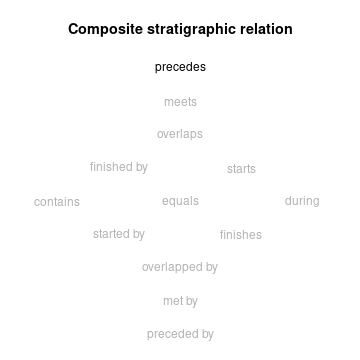 Composite stratigraphic relation
precedes
meets
overlaps
finished by starts
contains equals during
started by finishes
overlapped by
met by
preceded by